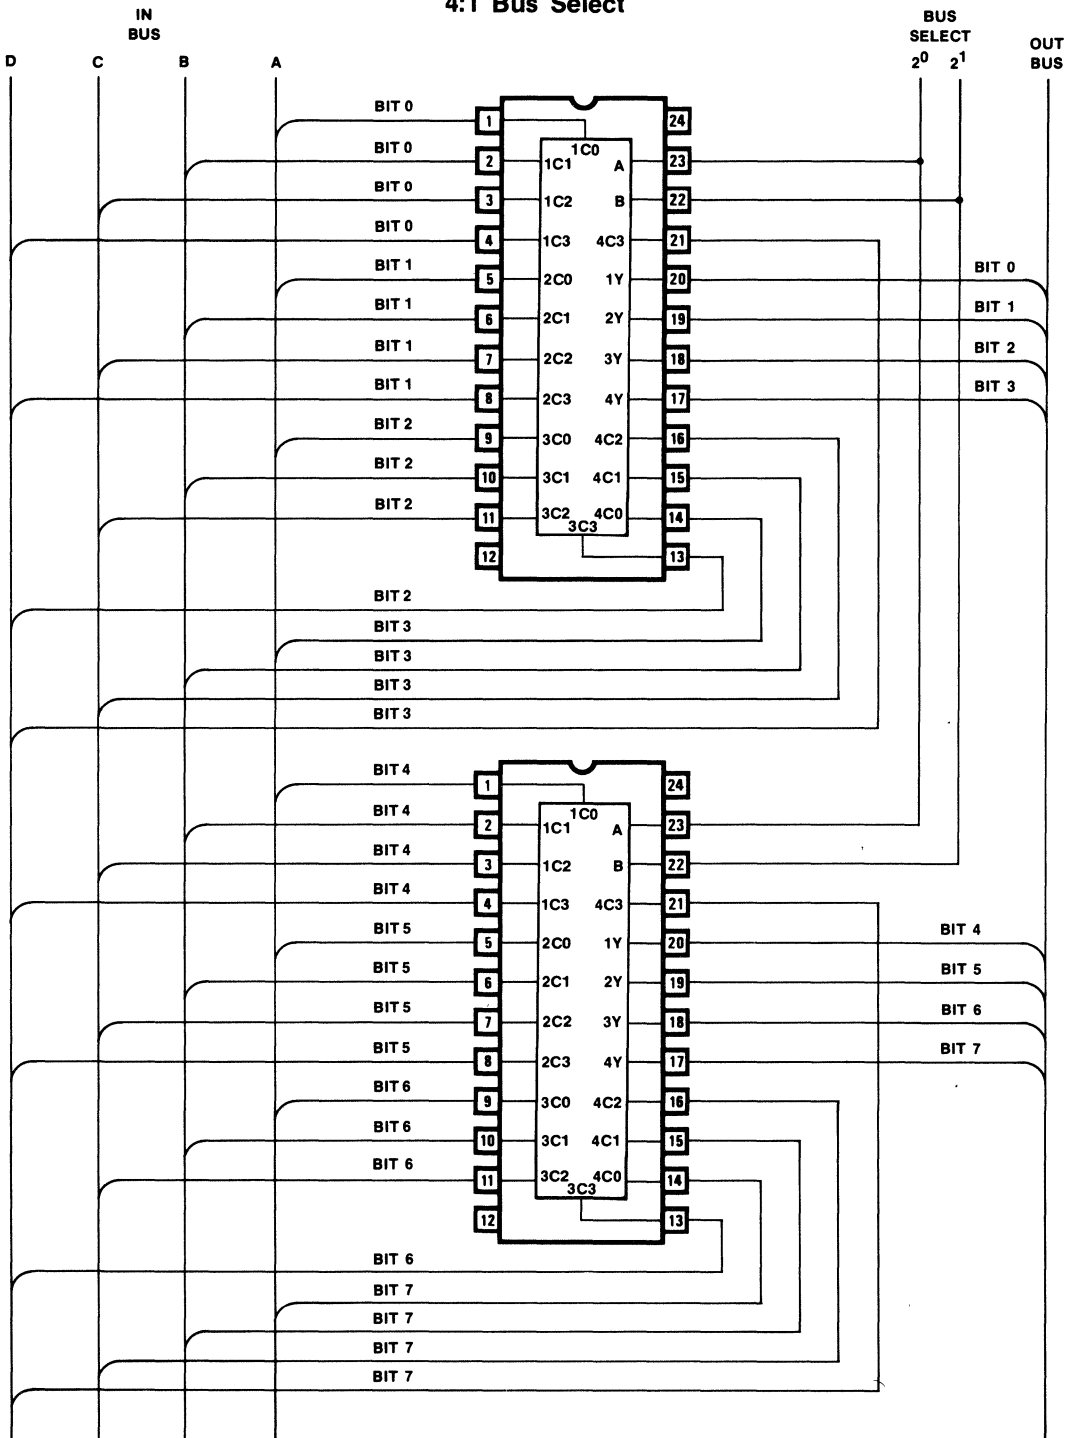 4:1 Bus Select
IN
BUS
BUS
SELECT
OUT
BUS
D C B A 2⁰ 2¹
BIT 0 1 24
1C0
BIT 0 2 1C1 A 23
BIT 0 3 1C2 B 22
BIT 0 4 1C3 4C3 21
BIT 1 5 2C0 1Y 20 BIT 0
BIT 1 6 2C1 2Y 19 BIT 1
BIT 1 7 2C2 3Y 18 BIT 2
BIT 1 8 2C3 4Y 17 BIT 3
BIT 2 9 3C0 4C2 16
BIT 2 10 3C1 4C1 15
BIT 2 11 3C2 4C0 14
3C3
12 13
BIT 2
BIT 3
BIT 3
BIT 3
BIT 3
BIT 4 1 24
1C0
BIT 4 2 1C1 A 23
BIT 4 3 1C2 B 22
BIT 4 4 1C3 4C3 21
BIT 5 5 2C0 1Y 20 BIT 4
BIT 5 6 2C1 2Y 19 BIT 5
BIT 5 7 2C2 3Y 18 BIT 6
BIT 5 8 2C3 4Y 17 BIT 7
BIT 6 9 3C0 4C2 16
BIT 6 10 3C1 4C1 15
BIT 6 11 3C2 4C0 14
3C3
12 13
BIT 6
BIT 7
BIT 7
BIT 7
BIT 7